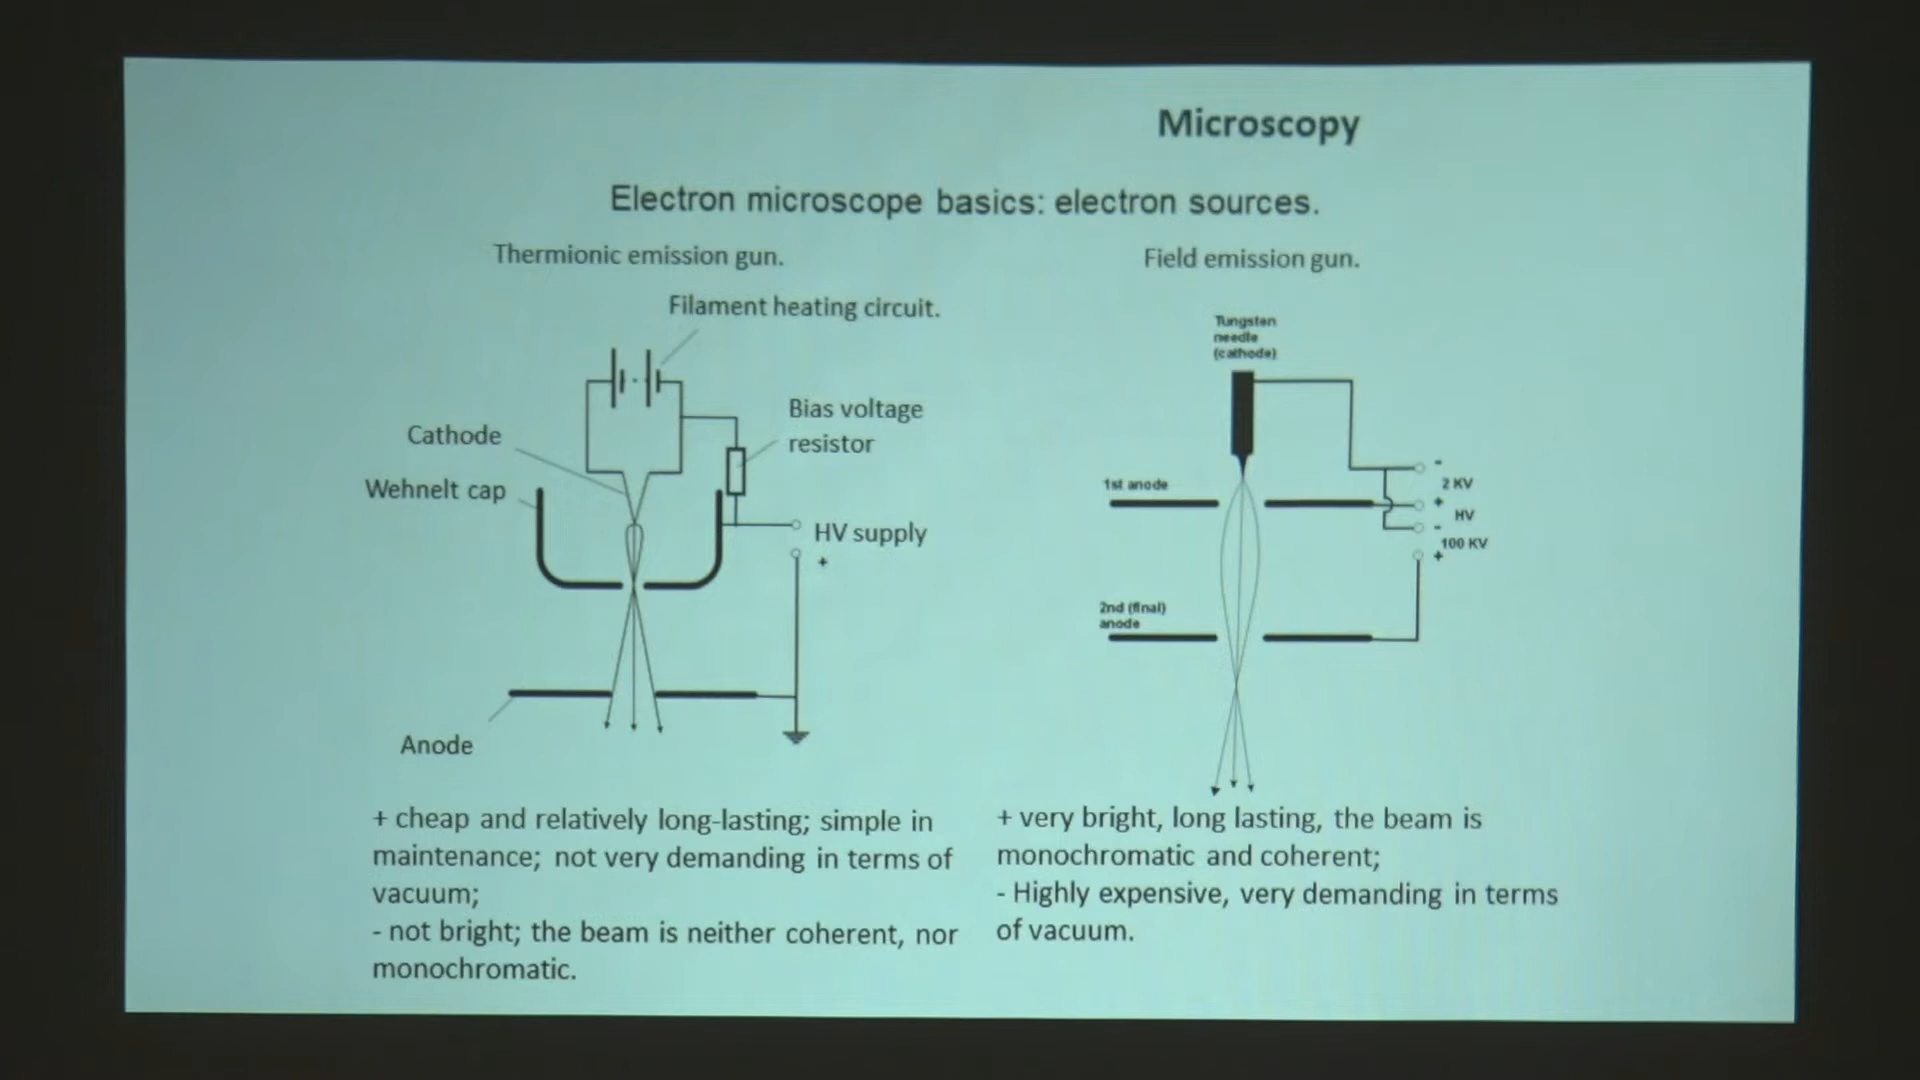 Microscopy
Electron microscope basics: electron sources.
Thermionic emission gun.
Filament heating circuit.
Cathode
Bias voltage
resistor
Wehnelt cap
HV supply
+
Anode
+ cheap and relatively long-lasting; simple in
maintenance; not very demanding in terms of
vacuum;
- not bright; the beam is neither coherent, nor
monochromatic.
Field emission gun.
Tungsten
needle
(cathode)
1st anode
-
2 KV
+
HV
-
100 KV
+
2nd (final)
anode
+ very bright, long lasting, the beam is
monochromatic and coherent;
- Highly expensive, very demanding in terms
of vacuum.